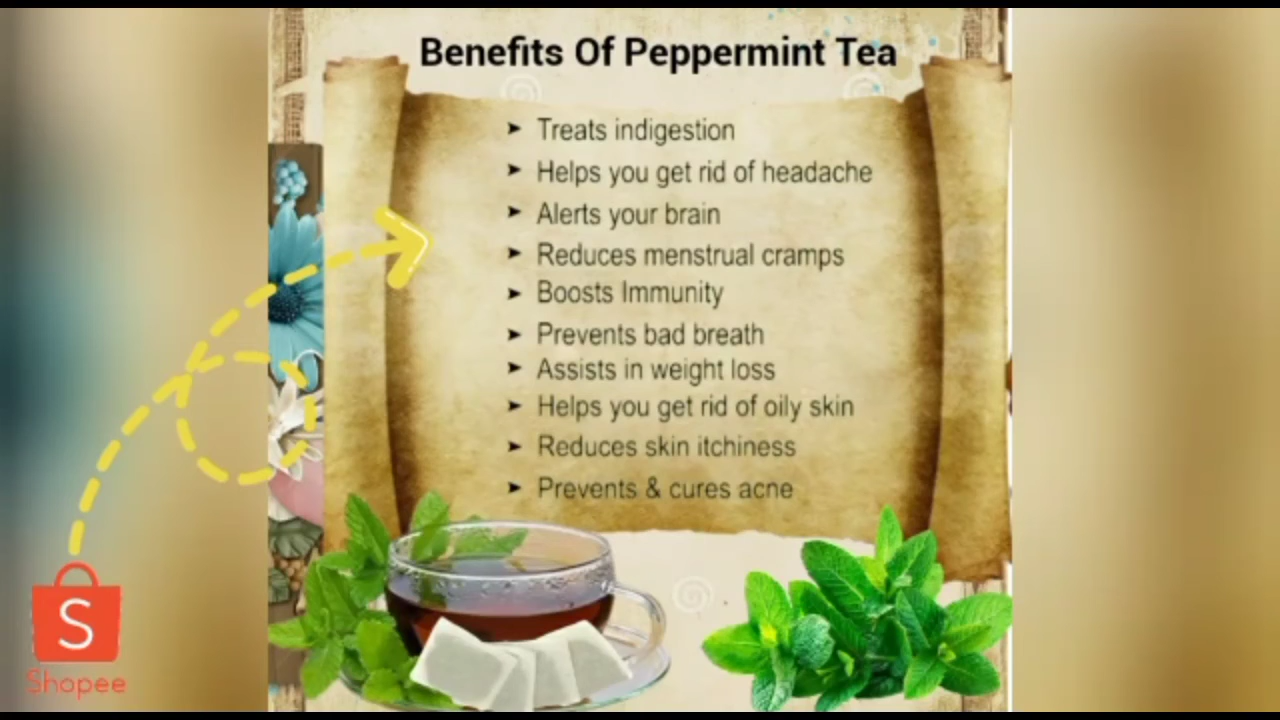 Benefits Of Peppermint Tea
➤ Treats indigestion
➤ Helps you get rid of headache
➤ Alerts your brain
➤ Reduces menstrual cramps
➤ Boosts Immunity
➤ Prevents bad breath
➤ Assists in weight loss
➤ Helps you get rid of oily skin
➤ Reduces skin itchiness
➤ Prevents & cures acne
S
Shopee